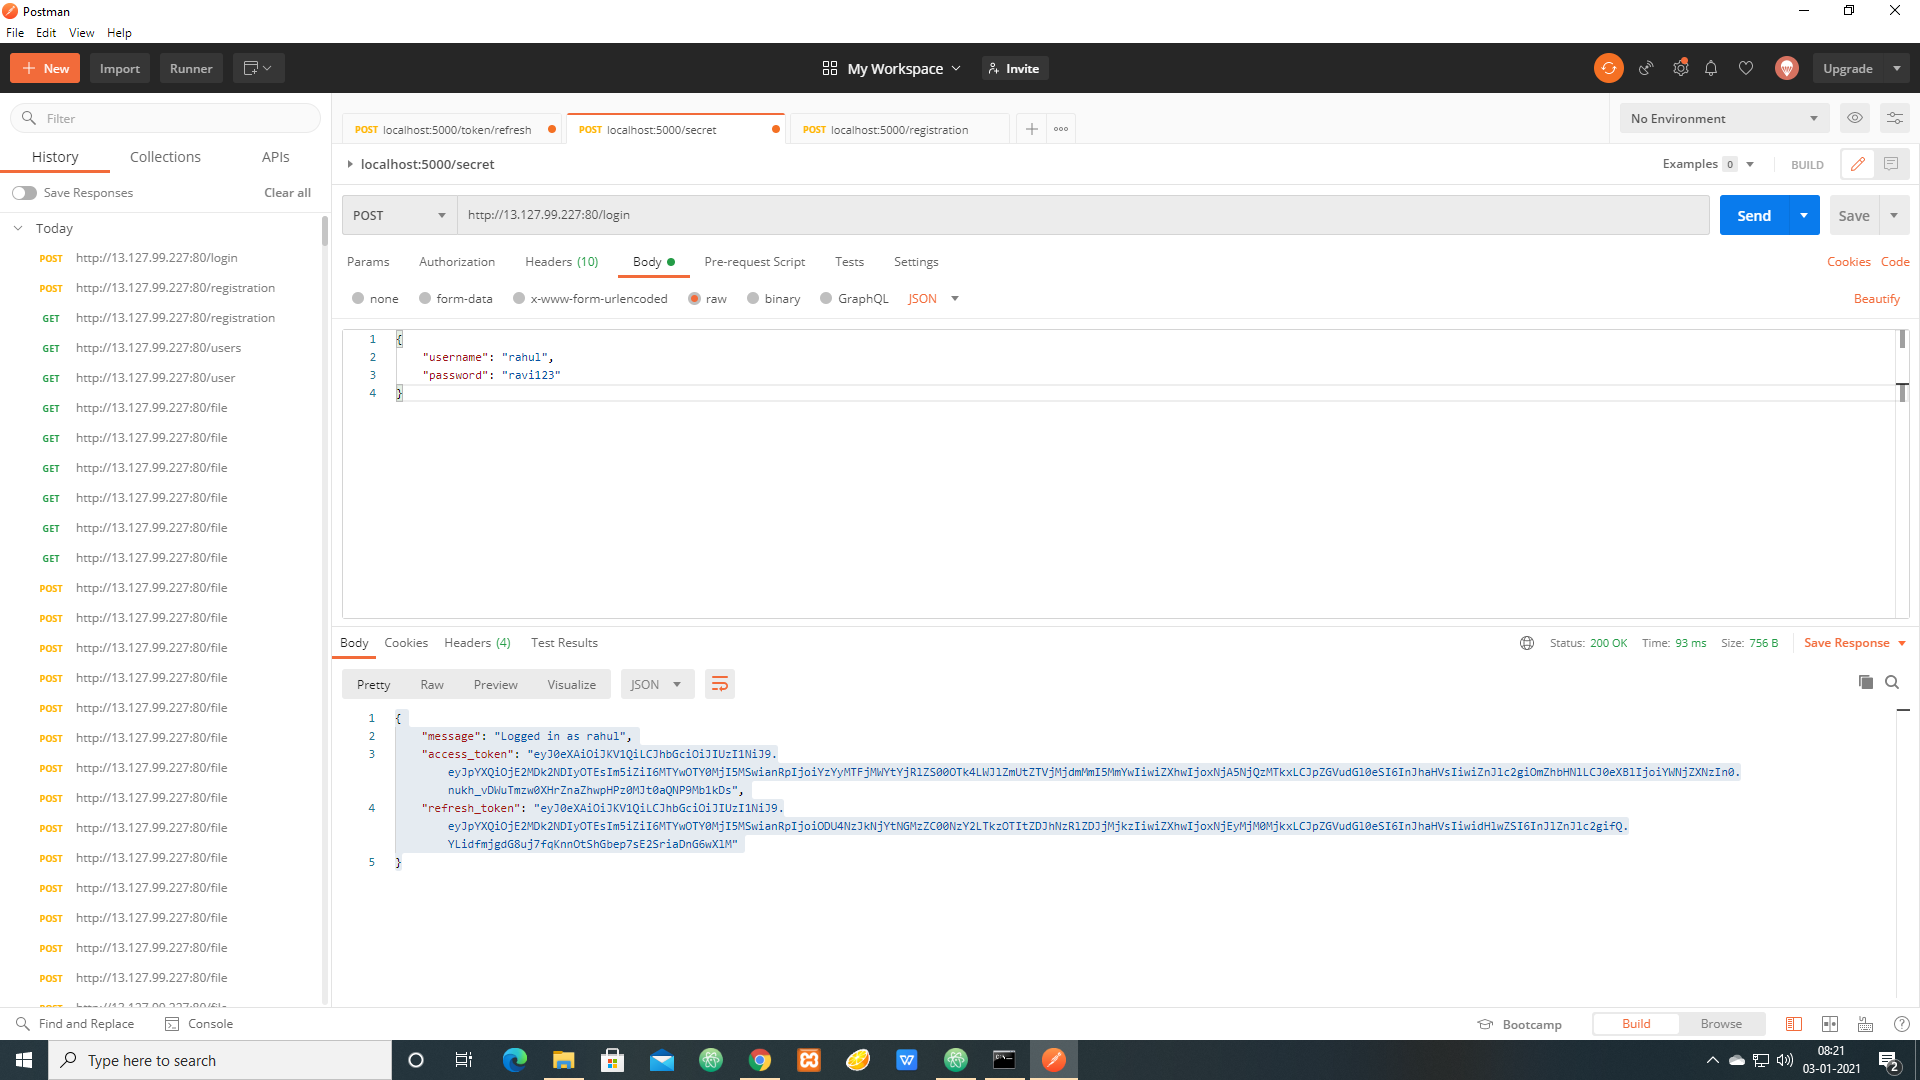 Postman
File Edit View Help
New Import Runner My Workspace Invite Upgrade
Filter
History Collections APIs
Save Responses Clear all
Today
POST http://13.127.99.227:80/login
POST http://13.127.99.227:80/registration
GET http://13.127.99.227:80/registration
GET http://13.127.99.227:80/users
GET http://13.127.99.227:80/user
GET http://13.127.99.227:80/file
GET http://13.127.99.227:80/file
GET http://13.127.99.227:80/file
GET http://13.127.99.227:80/file
GET http://13.127.99.227:80/file
GET http://13.127.99.227:80/file
POST http://13.127.99.227:80/file
POST http://13.127.99.227:80/file
POST http://13.127.99.227:80/file
POST http://13.127.99.227:80/file
POST http://13.127.99.227:80/file
POST http://13.127.99.227:80/file
POST http://13.127.99.227:80/file
POST http://13.127.99.227:80/file
POST http://13.127.99.227:80/file
POST http://13.127.99.227:80/file
POST http://13.127.99.227:80/file
POST http://13.127.99.227:80/file
POST http://13.127.99.227:80/file
POST http://13.127.99.227:80/file
POST localhost:5000/token/refresh POST localhost:5000/secret POST localhost:5000/registration No Environment
localhost:5000/secret Examples 0 BUILD
POST http://13.127.99.227:80/login Send Save
Params Authorization Headers (10) Body Pre-request Script Tests Settings Cookies Code
none form-data x-www-form-urlencoded raw binary GraphQL JSON Beautify
1 {
2 "username": "rahul",
3 "password": "ravi123"
4 }
Body Cookies Headers (4) Test Results Status: 200 OK Time: 93 ms Size: 756 B Save Response
Pretty Raw Preview Visualize JSON
1 {
2 "message": "Logged in as rahul",
3 "access_token": "eyJ0eXAiOiJKV1QiLCJhbGciOiJIUzI1NiJ9.
4 "refresh_token": "eyJ0eXAiOiJKV1QiLCJhbGciOiJIUzI1NiJ9.
5 }
Find and Replace Console Bootcamp Build Browse
Type here to search
08:21
03-01-2021
2